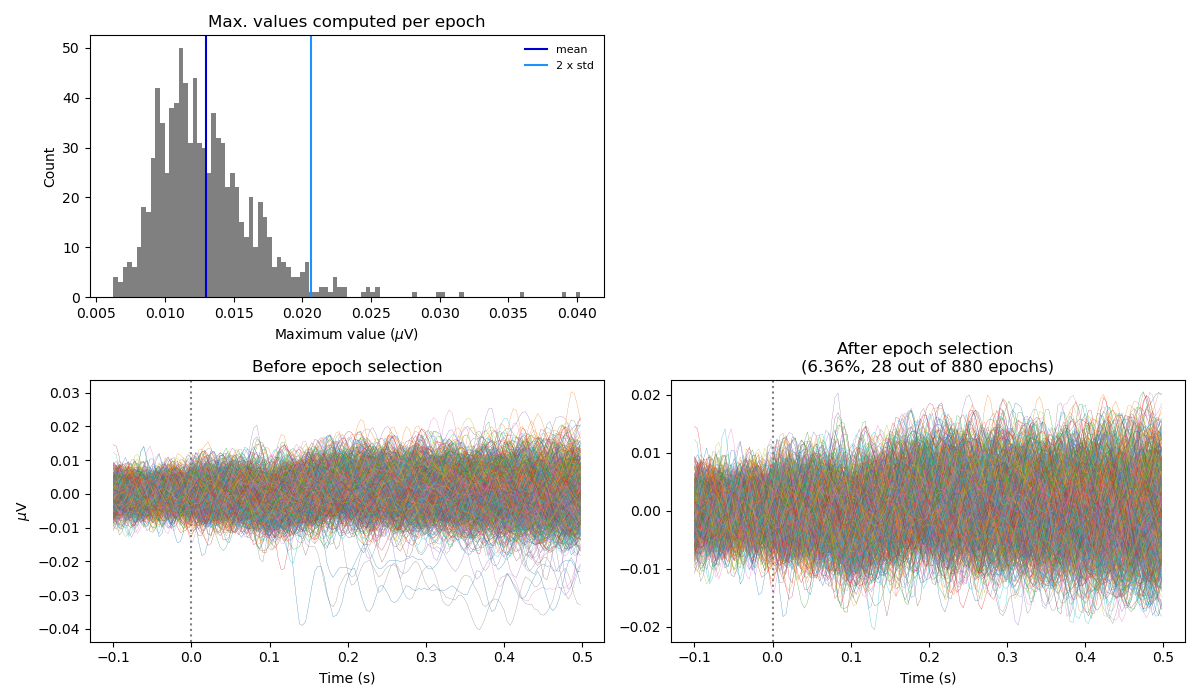 Max. values computed per epoch
50
40
30
20
10
0
Count
mean
2 x std
0.005 0.010 0.015 0.020 0.025 0.030 0.035 0.040
Maximum value (μV)
Before epoch selection
0.03
0.02
0.01
0.00
−0.01
−0.02
−0.03
−0.04
μV
−0.1 0.0 0.1 0.2 0.3 0.4 0.5
Time (s)
After epoch selection
(6.36%, 28 out of 880 epochs)
0.02
0.01
0.00
−0.01
−0.02
−0.1 0.0 0.1 0.2 0.3 0.4 0.5
Time (s)